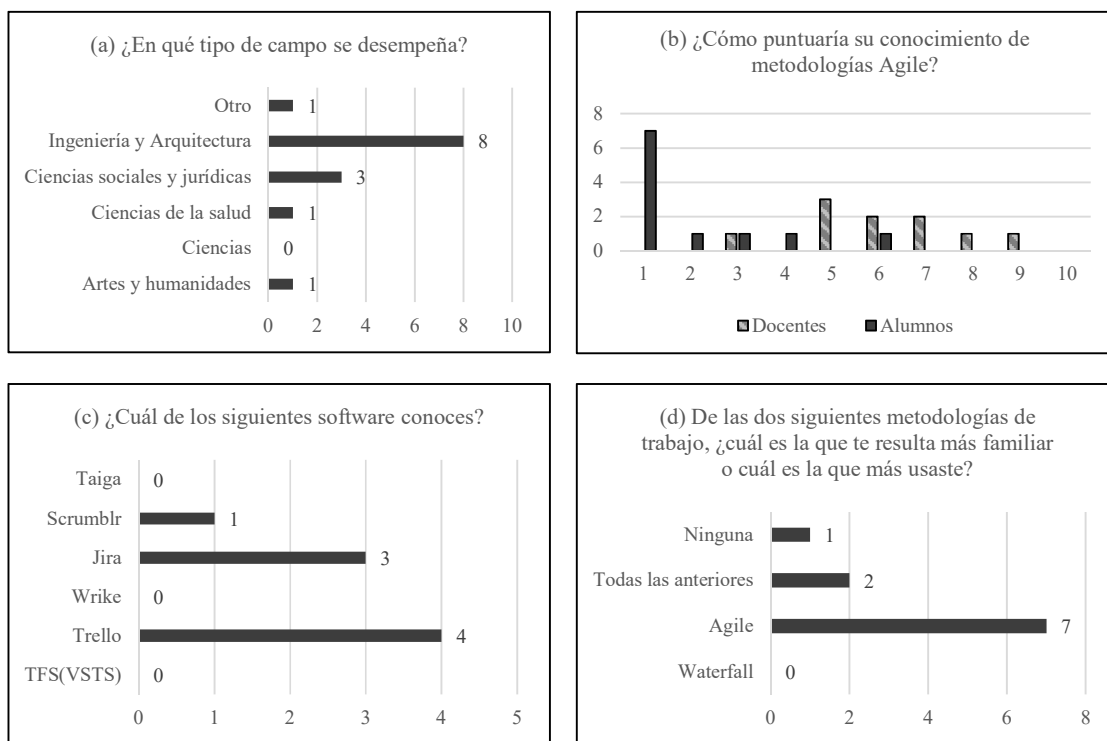 (a) ¿En qué tipo de campo se desempeña?
Otro 1
Ingeniería y Arquitectura 8
Ciencias sociales y jurídicas 3
Ciencias de la salud 1
Ciencias 0
Artes y humanidades 1
0 2 4 6 8 10
(b) ¿Cómo puntuaría su conocimiento de
metodologías Agile?
8
6
4
2
0
1 2 3 4 5 6 7 8 9 10
Docentes Alumnos
(c) ¿Cuál de los siguientes software conoces?
Taiga 0
Scrumblr 1
Jira 3
Wrike 0
Trello 4
TFS(VSTS) 0
0 1 2 3 4 5
(d) De las dos siguientes metodologías de
trabajo, ¿cuál es la que te resulta más familiar
o cuál es la que más usaste?
Ninguna 1
Todas las anteriores 2
Agile 7
Waterfall 0
0 2 4 6 8